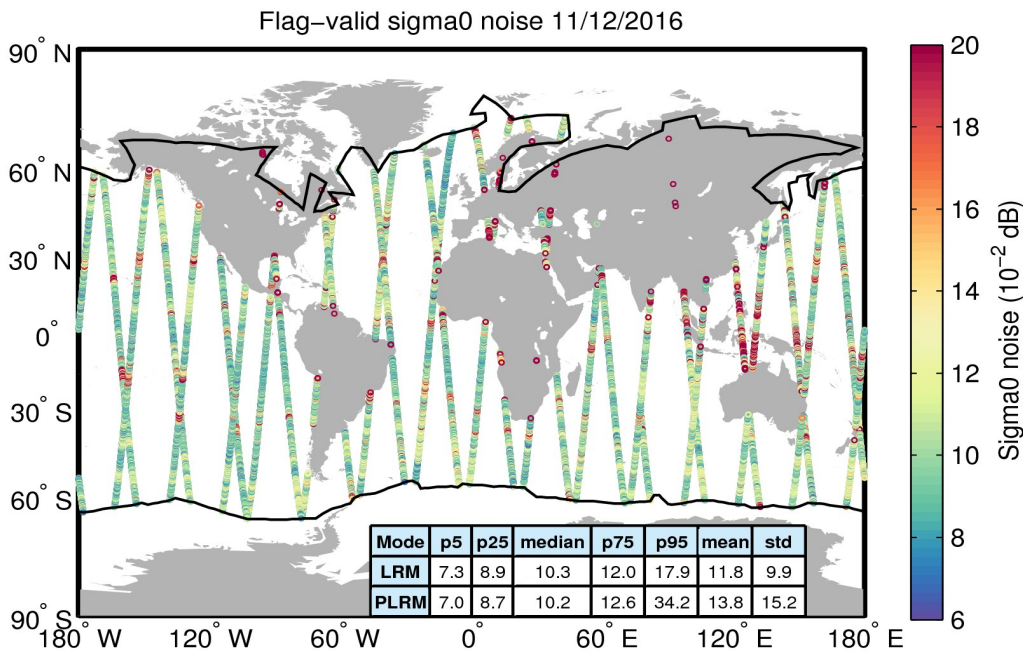 Flag−valid sigma0 noise 11/12/2016
90° N
60° N
30° N
0°
30° S
60° S
90° S
180° W
120° W
60° W
0°
60° E
120° E
180° E
Mode p5 p25 median p75 p95 mean std
LRM 7.3 8.9 10.3 12.0 17.9 11.8 9.9
PLRM 7.0 8.7 10.2 12.6 34.2 13.8 15.2
20
18
16
14
12
10
8
6
Sigma0 noise (10⁻² dB)